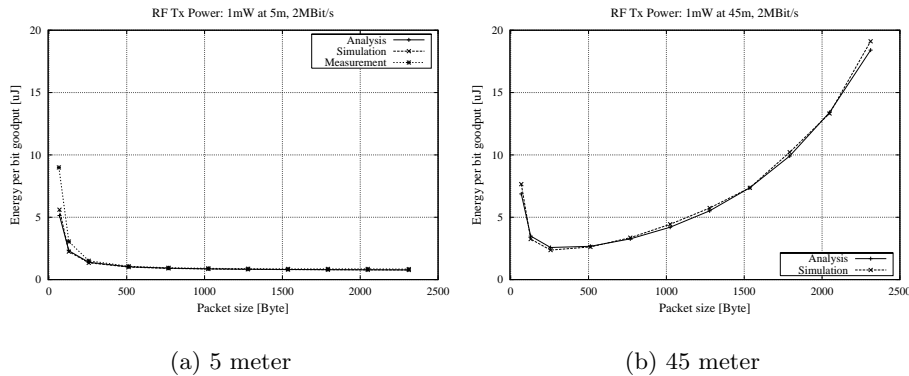 RF Tx Power: 1mW at 5m, 2MBit/s
20
15
10
5
0
0 500 1000 1500 2000 2500
Energy per bit goodput [uJ]
Packet size [Byte]
Analysis
Simulation
Measurement
(a) 5 meter
RF Tx Power: 1mW at 45m, 2MBit/s
20
15
10
5
0
0 500 1000 1500 2000 2500
Energy per bit goodput [uJ]
Packet size [Byte]
Analysis
Simulation
(b) 45 meter